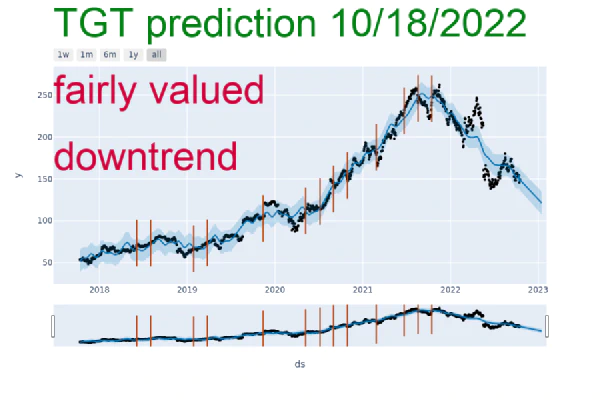 TGT prediction 10/18/2022
1w 1m 6m 1y all
fairly valued
downtrend
250
200
150
100
50
y
2018 2019 2020 2021 2022 2023
ds